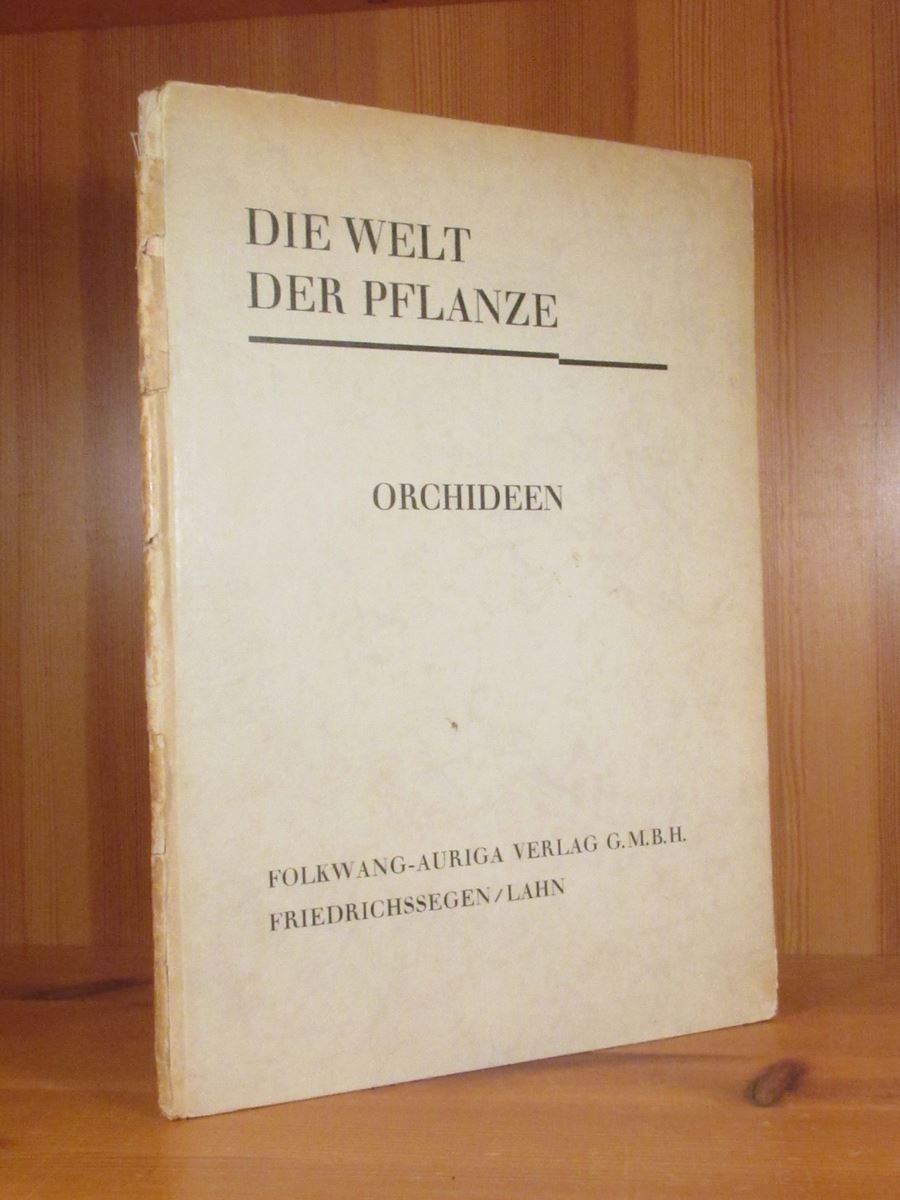 DIE WELT
DER PFLANZE
ORCHIDEEN
FOLKWANG-AURIGA VERLAG G.M.B.H.
FRIEDRICHSSEGEN/LAHN